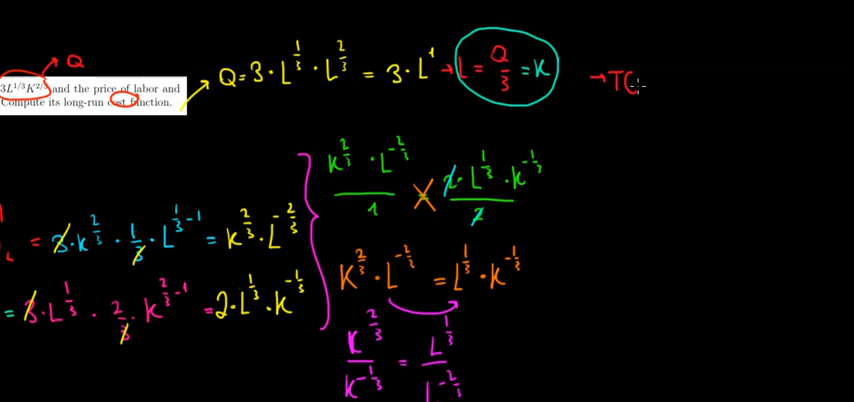 Q
3L^{1/3}K^{2/3} and the price of labor and
Compute its long-run cost function.
→ Q = 3 · L^{1/3} · L^{2/3} = 3 · L^1 → L = Q/3 = K → TC
K^{2/3} · L^{-2/3} / 1 × 2 · L^{1/3} · K^{-1/3} / 2
L = 3 · K^{2/3} · 1/3 · L^{1/3-1} = K^{2/3} · L^{-2/3}
K^{2/3} · L^{-2/3} = L^{1/3} · K^{-1/3}
= 3 · L^{1/3} · 2/3 · K^{2/3-1} = 2 · L^{1/3} · K^{-1/3}
K^{2/3} / K^{-1/3} = L^{1/3} / L^{-2/3}